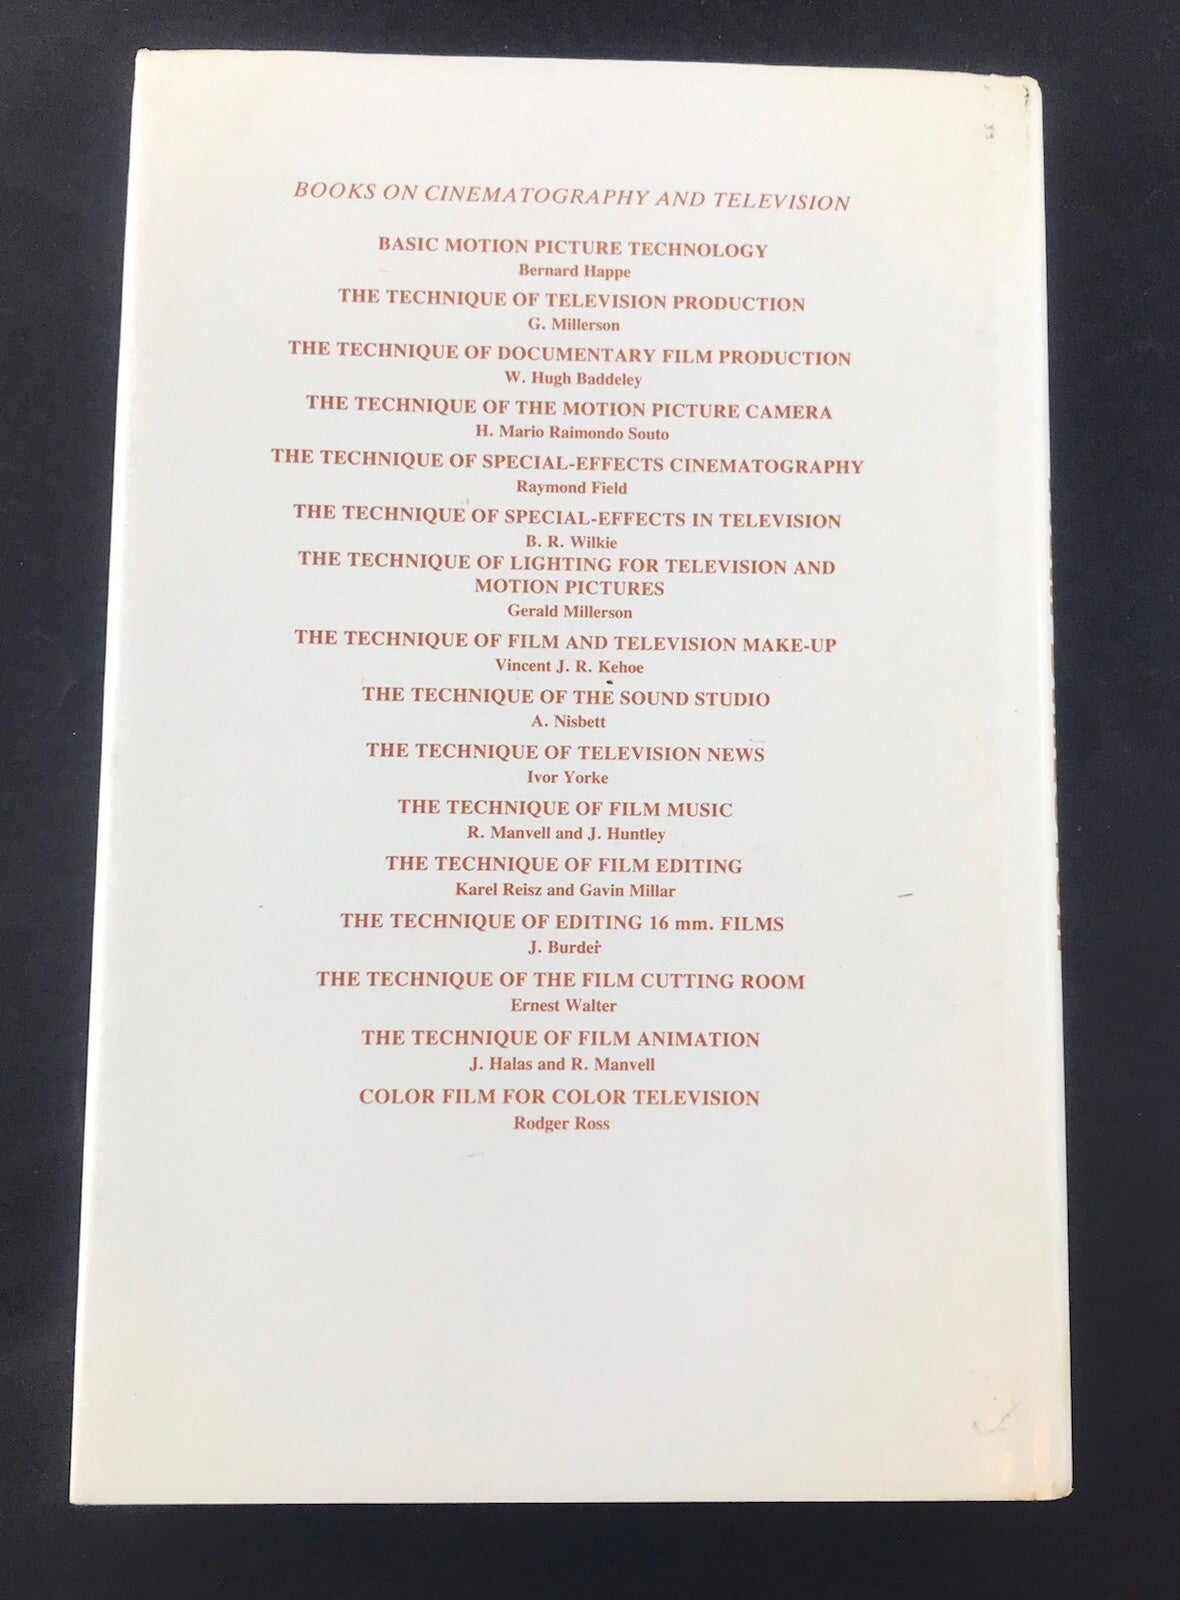 BOOKS ON CINEMATOGRAPHY AND TELEVISION
BASIC MOTION PICTURE TECHNOLOGY
Bernard Happe
THE TECHNIQUE OF TELEVISION PRODUCTION
G. Millerson
THE TECHNIQUE OF DOCUMENTARY FILM PRODUCTION
W. Hugh Baddeley
THE TECHNIQUE OF THE MOTION PICTURE CAMERA
H. Mario Raimondo Souto
THE TECHNIQUE OF SPECIAL-EFFECTS CINEMATOGRAPHY
Raymond Field
THE TECHNIQUE OF SPECIAL-EFFECTS IN TELEVISION
B. R. Wilkie
THE TECHNIQUE OF LIGHTING FOR TELEVISION AND
MOTION PICTURES
Gerald Millerson
THE TECHNIQUE OF FILM AND TELEVISION MAKE-UP
Vincent J. R. Kehoe
THE TECHNIQUE OF THE SOUND STUDIO
A. Nisbett
THE TECHNIQUE OF TELEVISION NEWS
Ivor Yorke
THE TECHNIQUE OF FILM MUSIC
R. Manvell and J. Huntley
THE TECHNIQUE OF FILM EDITING
Karel Reisz and Gavin Millar
THE TECHNIQUE OF EDITING 16 mm. FILMS
J. Burder
THE TECHNIQUE OF THE FILM CUTTING ROOM
Ernest Walter
THE TECHNIQUE OF FILM ANIMATION
J. Halas and R. Manvell
COLOR FILM FOR COLOR TELEVISION
Rodger Ross